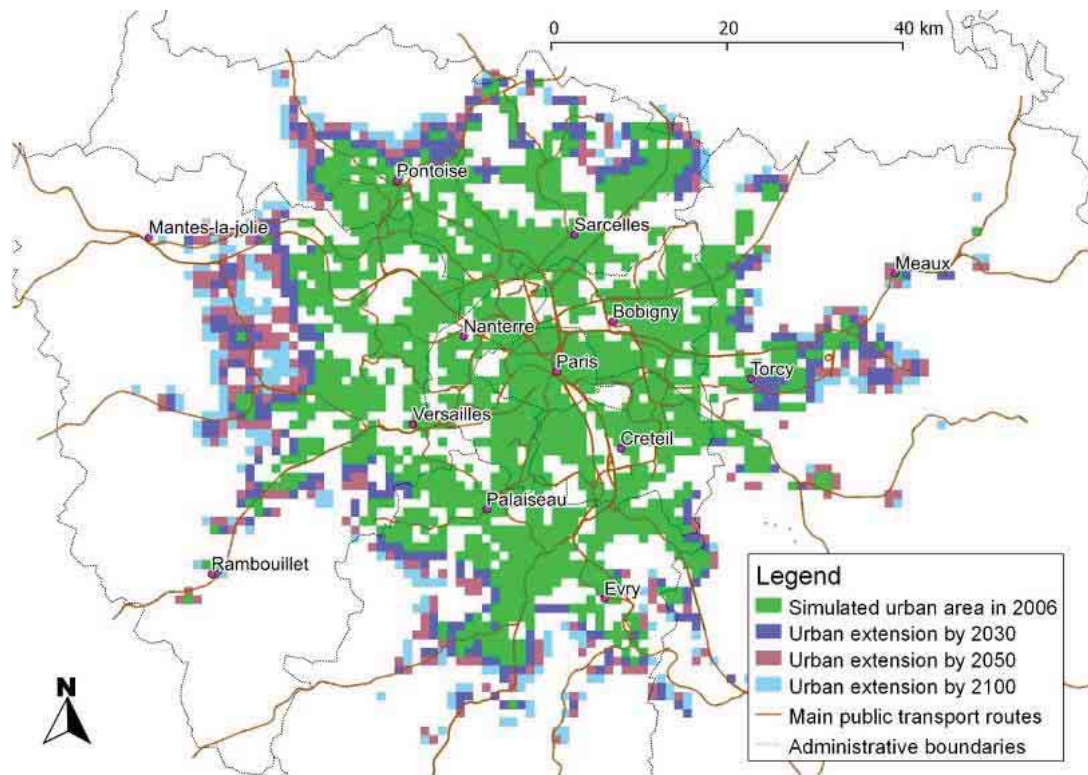 0 20 40 km
Pontoise
Mantes-la-jolie
Sarcelles
Meaux
Bobigny
Nanterre
Paris
Torcy
Versailles
Creteil
Palaiseau
Rambouillet
Evry
N
Legend
Simulated urban area in 2006
Urban extension by 2030
Urban extension by 2050
Urban extension by 2100
Main public transport routes
Administrative boundaries